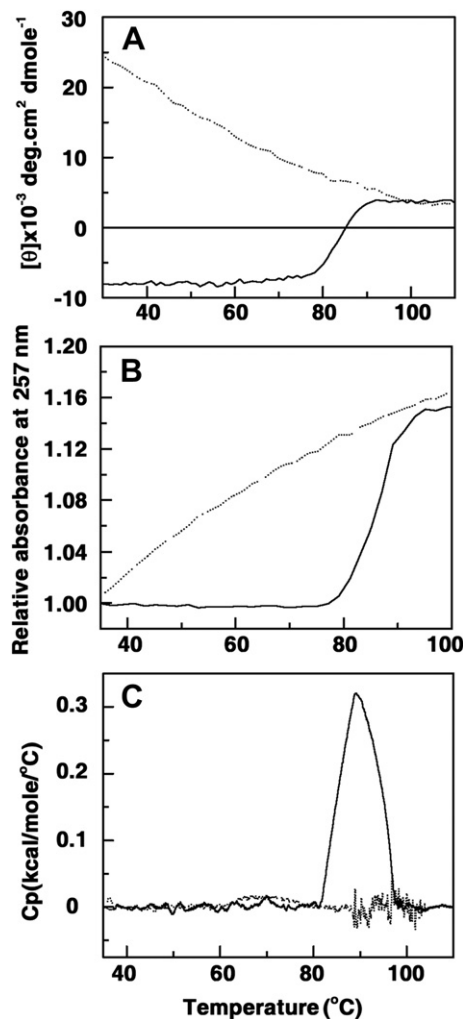 A
30
20
10
0
-10
[θ]x10⁻³ deg.cm² dmole⁻¹
40 60 80 100
B
1.20
1.16
1.12
1.08
1.04
1.00
Relative absorbance at 257 nm
40 60 80 100
C
0.3
0.2
0.1
0
Cp(kcal/mole/°C)
40 60 80 100
Temperature (°C)